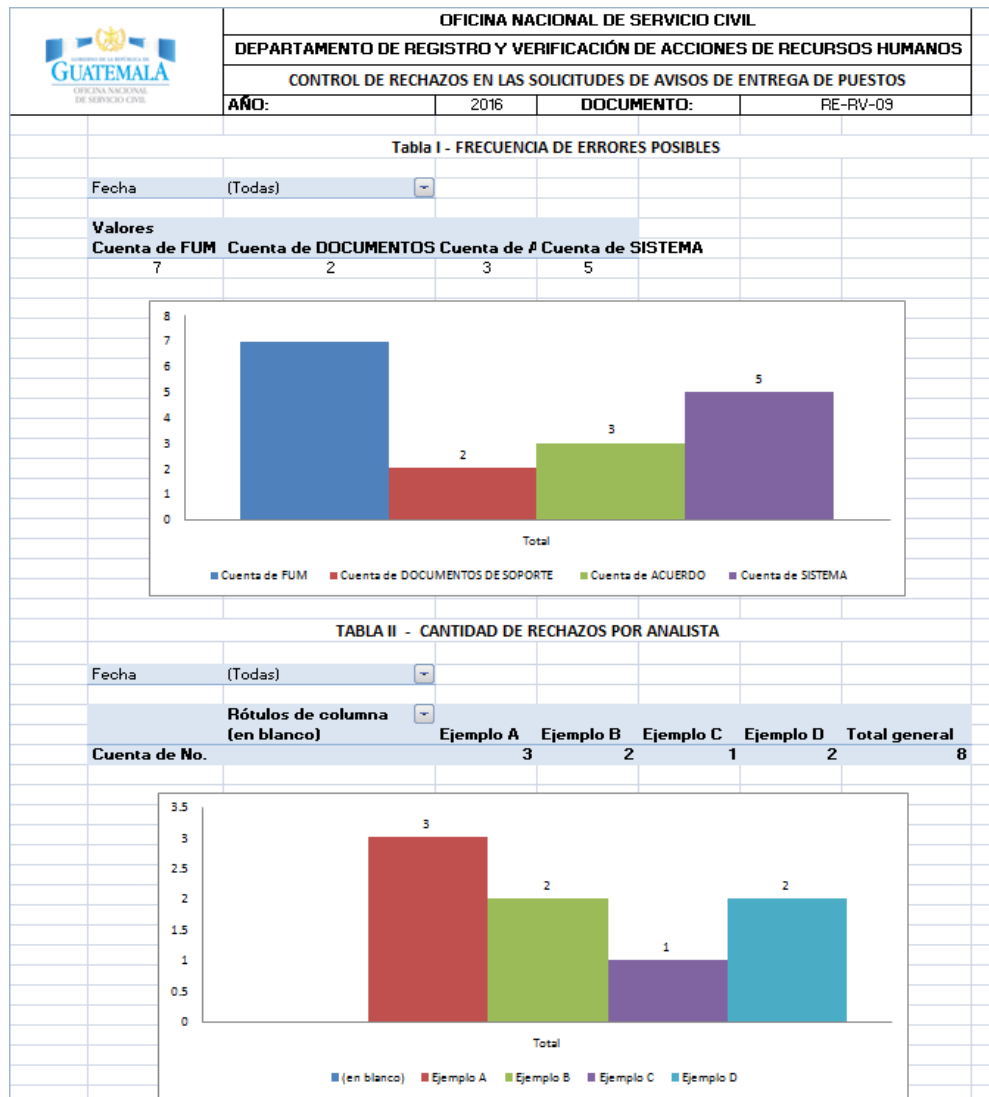 OFICINA NACIONAL DE SERVICIO CIVIL
DEPARTAMENTO DE REGISTRO Y VERIFICACIÓN DE ACCIONES DE RECURSOS HUMANOS
CONTROL DE RECHAZOS EN LAS SOLICITUDES DE AVISOS DE ENTREGA DE PUESTOS
GOBIERNO DE LA REPÚBLICA DE
GUATEMALA
OFICINA NACIONAL
DE SERVICIO CIVIL
AÑO: 2016 DOCUMENTO: RE-RV-09
Tabla I - FRECUENCIA DE ERRORES POSIBLES
Fecha (Todas)
Valores
Cuenta de FUM Cuenta de DOCUMENTOS Cuenta de A Cuenta de SISTEMA
7 2 3 5
8
7
6
5
4
3
2
1
0
5
3
2
Total
Cuenta de FUM Cuenta de DOCUMENTOS DE SOPORTE Cuenta de ACUERDO Cuenta de SISTEMA
TABLA II - CANTIDAD DE RECHAZOS POR ANALISTA
Fecha (Todas)
Rótulos de columna
(en blanco) Ejemplo A Ejemplo B Ejemplo C Ejemplo D Total general
Cuenta de No. 3 2 1 2 8
3.5
3
2.5
2
1.5
1
0.5
0
3
2
1
2
Total
(en blanco) Ejemplo A Ejemplo B Ejemplo C Ejemplo D